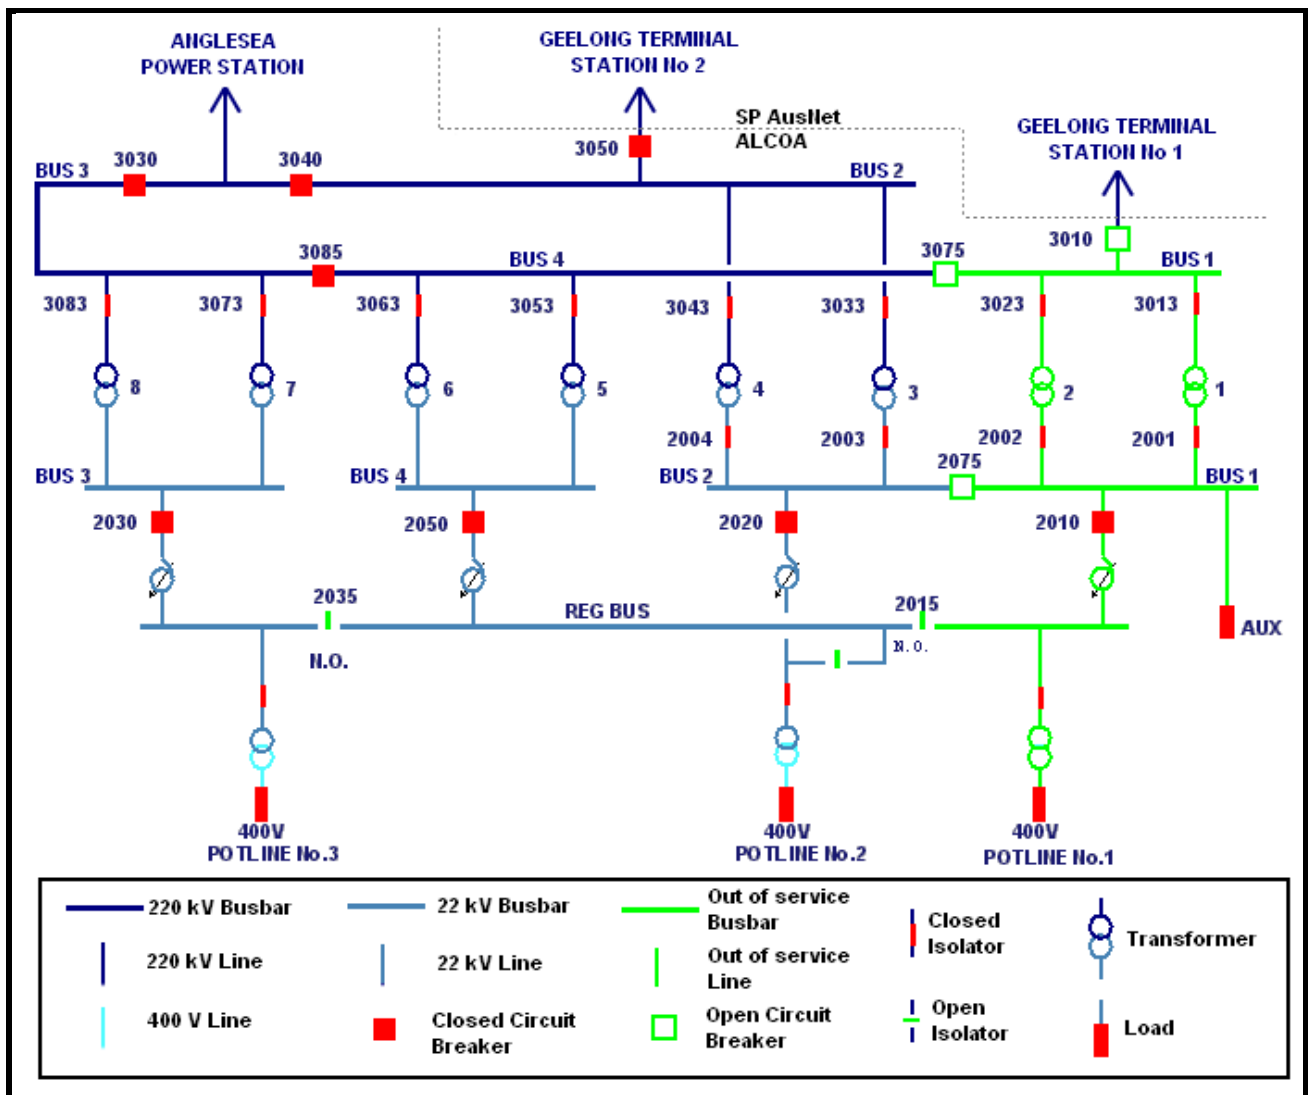 ANGLESEA
POWER STATION
GEELONG TERMINAL
STATION No 2
SP AusNet
ALCOA
GEELONG TERMINAL
STATION No 1
BUS 3
3030
3040
3050
BUS 2
3010
3085
BUS 4
3075
BUS 1
3083
3073
3063
3053
3043
3033
3023
3013
8
7
6
5
4
3
2
1
2004
2003
2002
2001
BUS 3
BUS 4
BUS 2
2075
BUS 1
2030
2050
2020
2010
2035
REG BUS
2015
N.O.
N.O.
AUX
400V
POTLINE No.3
400V
POTLINE No.2
400V
POTLINE No.1
220 kV Busbar
22 kV Busbar
Out of service
Busbar
Closed
Isolator
Transformer
220 kV Line
22 kV Line
Out of service
Line
400 V Line
Closed Circuit
Breaker
Open Circuit
Breaker
Open
Isolator
Load